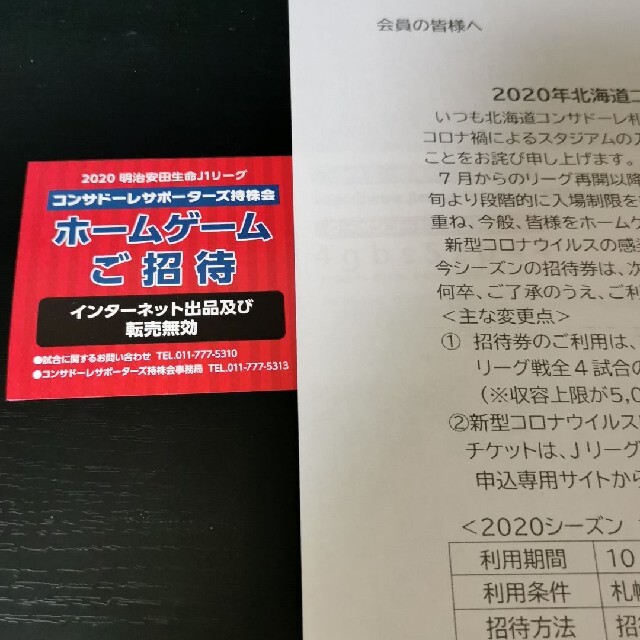 2020 明治安田生命J1リーグ
コンサドーレサポーターズ持株会
ホームゲーム
ご招待
インターネット出品及び
転売無効
●試合に関するお問い合わせ TEL.011-777-5310
●コンサドーレサポーターズ持株会事務局 TEL.011-777-5313
会員の皆様へ
2020年北海道コ
いつも北海道コンサドーレ札
コロナ禍によるスタジアムのア
ことをお詫び申し上げます。
7月からのリーグ再開以降
旬より段階的に入場制限を
重ね、今般、皆様をホームゲ
新型コロナウイルスの感
今シーズンの招待券は、次
何卒、ご了承のうえ、ご利
<主な変更点>
① 招待券のご利用は、
リーグ戦全4試合の
(※収容上限が5,0
②新型コロナウイルス
チケットは、Jリーグ
申込専用サイトから
<2020シーズン
利用期間 10
利用条件 札幌
招待方法 招